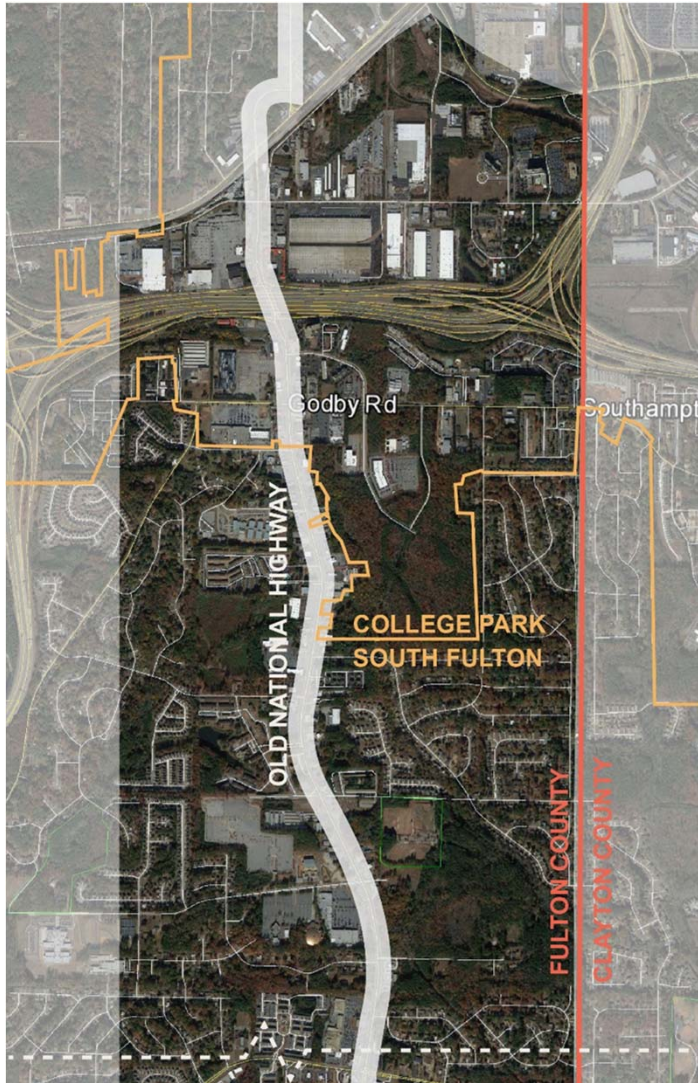 Godby Rd
Southampt
OLD NATIONAL HIGHWAY
COLLEGE PARK
SOUTH FULTON
FULTON COUNTY
CLAYTON COUNTY